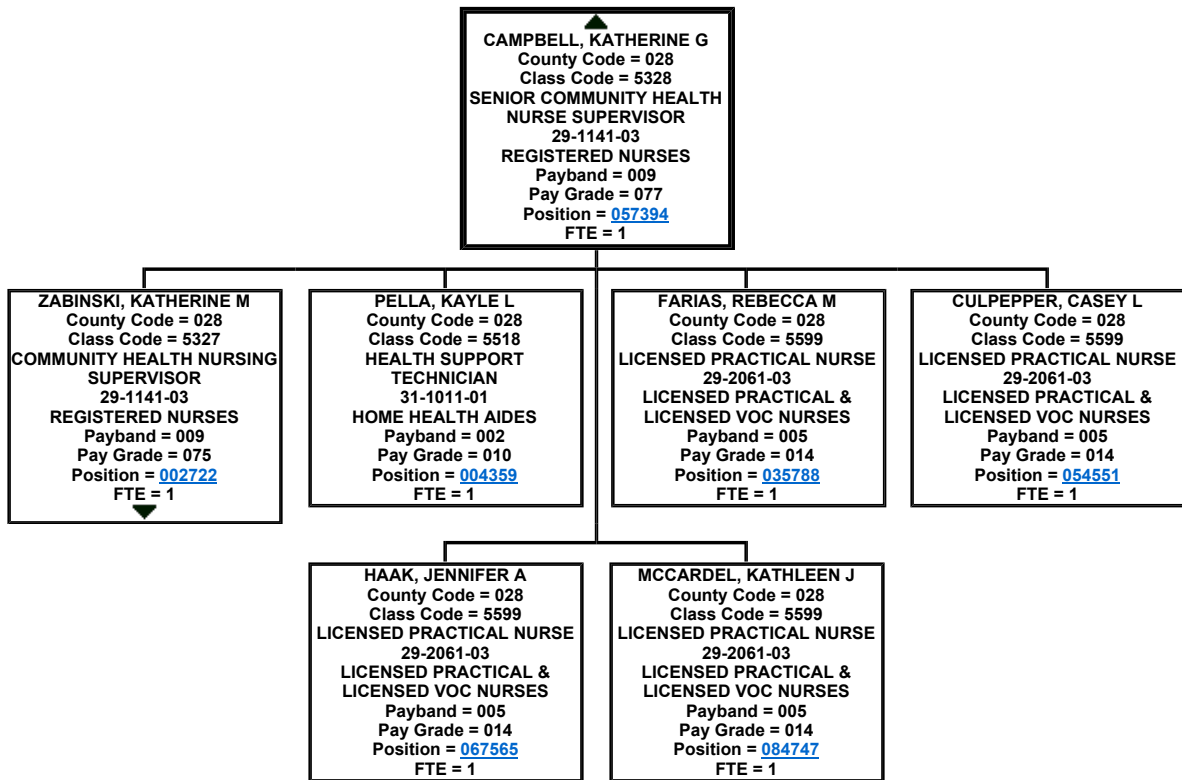 CAMPBELL, KATHERINE G
County Code = 028
Class Code = 5328
SENIOR COMMUNITY HEALTH
NURSE SUPERVISOR
29-1141-03
REGISTERED NURSES
Payband = 009
Pay Grade = 077
Position = 057394
FTE = 1
ZABINSKI, KATHERINE M
County Code = 028
Class Code = 5327
COMMUNITY HEALTH NURSING
SUPERVISOR
29-1141-03
REGISTERED NURSES
Payband = 009
Pay Grade = 075
Position = 002722
FTE = 1
PELLA, KAYLE L
County Code = 028
Class Code = 5518
HEALTH SUPPORT
TECHNICIAN
31-1011-01
HOME HEALTH AIDES
Payband = 002
Pay Grade = 010
Position = 004359
FTE = 1
FARIAS, REBECCA M
County Code = 028
Class Code = 5599
LICENSED PRACTICAL NURSE
29-2061-03
LICENSED PRACTICAL &
LICENSED VOC NURSES
Payband = 005
Pay Grade = 014
Position = 035788
FTE = 1
CULPEPPER, CASEY L
County Code = 028
Class Code = 5599
LICENSED PRACTICAL NURSE
29-2061-03
LICENSED PRACTICAL &
LICENSED VOC NURSES
Payband = 005
Pay Grade = 014
Position = 054551
FTE = 1
HAAK, JENNIFER A
County Code = 028
Class Code = 5599
LICENSED PRACTICAL NURSE
29-2061-03
LICENSED PRACTICAL &
LICENSED VOC NURSES
Payband = 005
Pay Grade = 014
Position = 067565
FTE = 1
MCCARDEL, KATHLEEN J
County Code = 028
Class Code = 5599
LICENSED PRACTICAL NURSE
29-2061-03
LICENSED PRACTICAL &
LICENSED VOC NURSES
Payband = 005
Pay Grade = 014
Position = 084747
FTE = 1